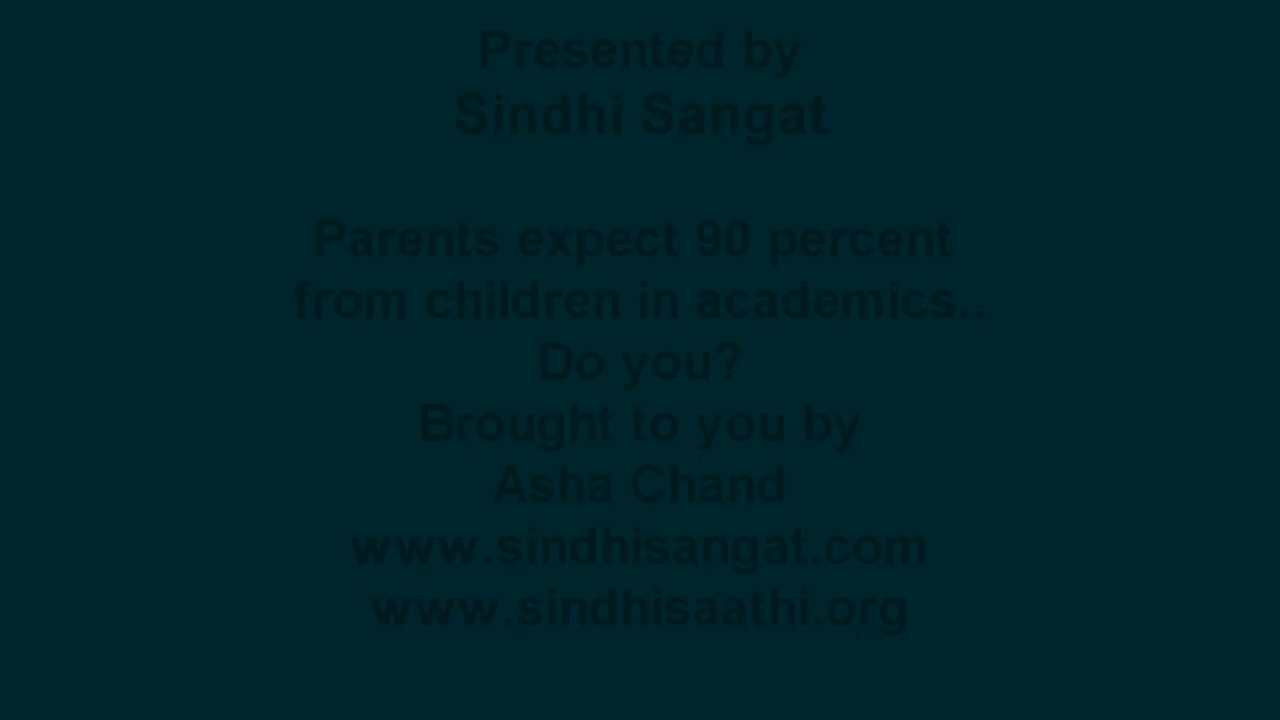 Presented by
Sindhi Sangat
Parents expect 90 percent
from children in academics..
Do you?
Brought to you by
Asha Chand
www.sindhisangat.com
www.sindhisaathi.org